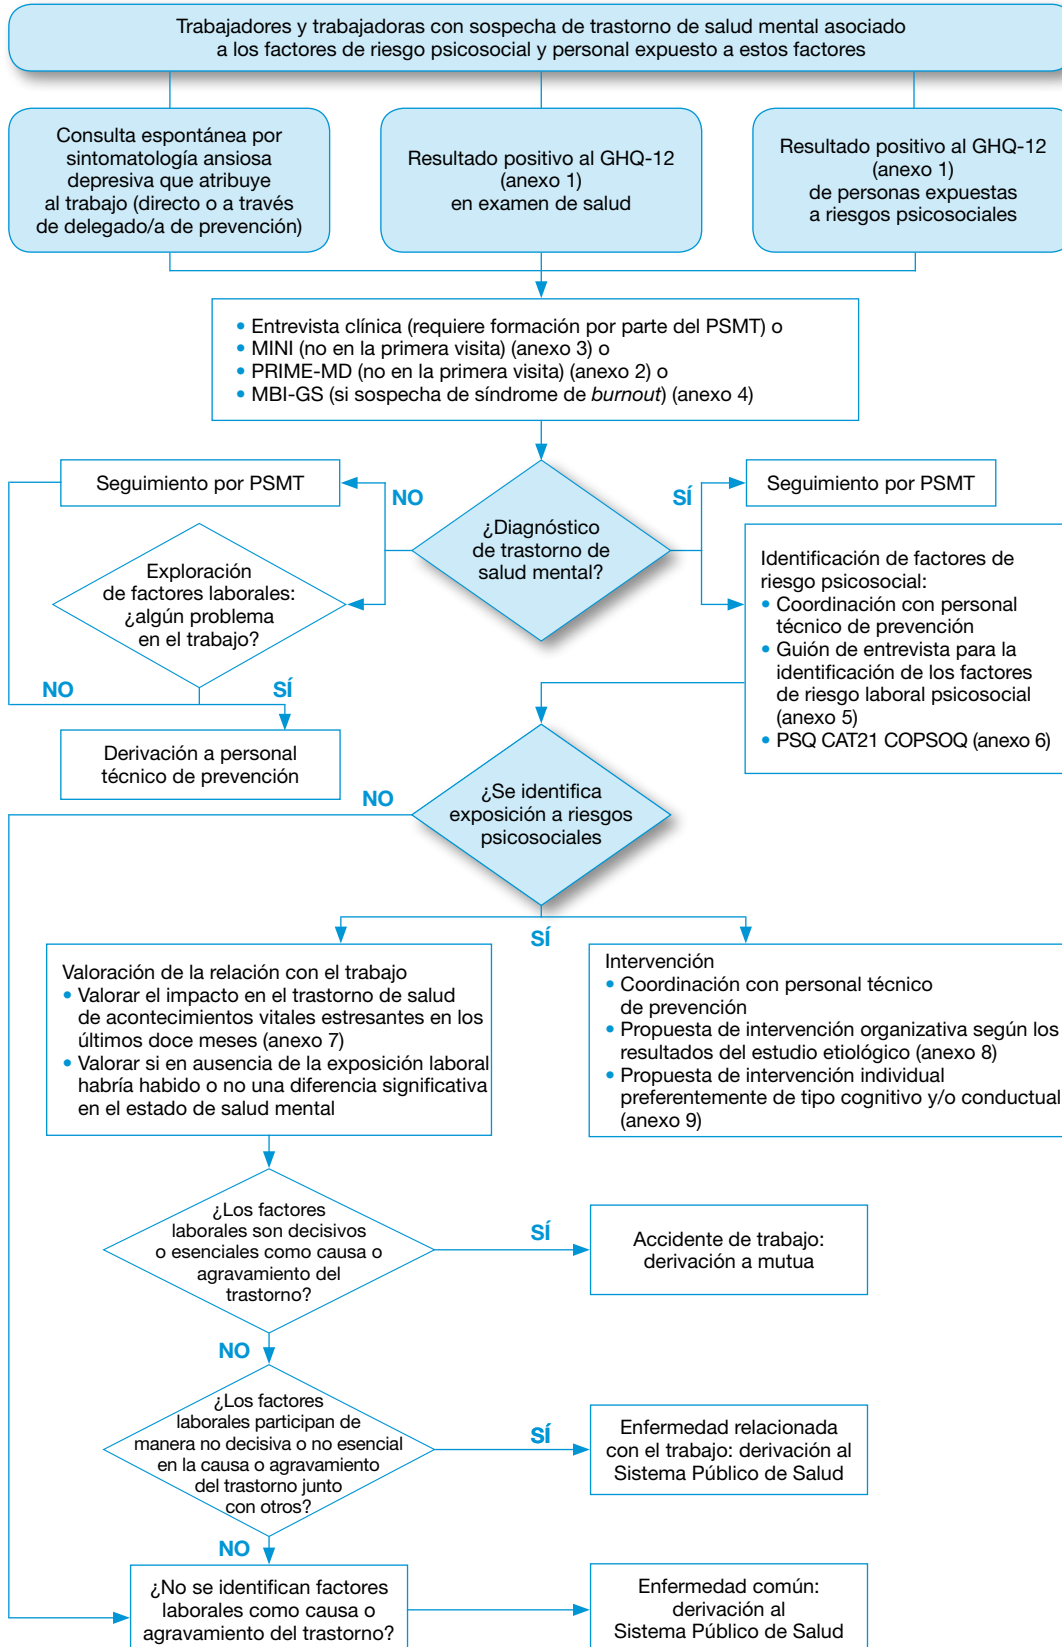 Trabajadores y trabajadoras con sospecha de trastorno de salud mental asociado
a los factores de riesgo psicosocial y personal expuesto a estos factores
Consulta espontánea por
sintomatología ansiosa
depresiva que atribuye
al trabajo (directo o a través
de delegado/a de prevención)
Resultado positivo al GHQ-12
(anexo 1)
en examen de salud
Resultado positivo al GHQ-12
(anexo 1)
de personas expuestas
a riesgos psicosociales
• Entrevista clínica (requiere formación por parte del PSMT) o
• MINI (no en la primera visita) (anexo 3) o
• PRIME-MD (no en la primera visita) (anexo 2) o
• MBI-GS (si sospecha de síndrome de burnout) (anexo 4)
¿Diagnóstico
de trastorno de
salud mental?
NO
Seguimiento por PSMT
Exploración
de factores laborales:
¿algún problema
en el trabajo?
NO
SÍ
Derivación a personal
técnico de prevención
SÍ
Seguimiento por PSMT
Identificación de factores de
riesgo psicosocial:
• Coordinación con personal
técnico de prevención
• Guión de entrevista para la
identificación de los factores
de riesgo laboral psicosocial
(anexo 5)
• PSQ CAT21 COPSOQ (anexo 6)
¿Se identifica
exposición a riesgos
psicosociales
NO
SÍ
Valoración de la relación con el trabajo
• Valorar el impacto en el trastorno de salud
de acontecimientos vitales estresantes en los
últimos doce meses (anexo 7)
• Valorar si en ausencia de la exposición laboral
habría habido o no una diferencia significativa
en el estado de salud mental
Intervención
• Coordinación con personal técnico
de prevención
• Propuesta de intervención organizativa según los
resultados del estudio etiológico (anexo 8)
• Propuesta de intervención individual
preferentemente de tipo cognitivo y/o conductual
(anexo 9)
¿Los factores
laborales son decisivos
o esenciales como causa o
agravamiento del
trastorno?
SÍ
Accidente de trabajo:
derivación a mutua
NO
¿Los factores
laborales participan de
manera no decisiva o no esencial
en la causa o agravamiento
del trastorno junto
con otros?
SÍ
Enfermedad relacionada
con el trabajo: derivación al
Sistema Público de Salud
NO
¿No se identifican factores
laborales como causa o
agravamiento del trastorno?
Enfermedad común:
derivación al
Sistema Público de Salud